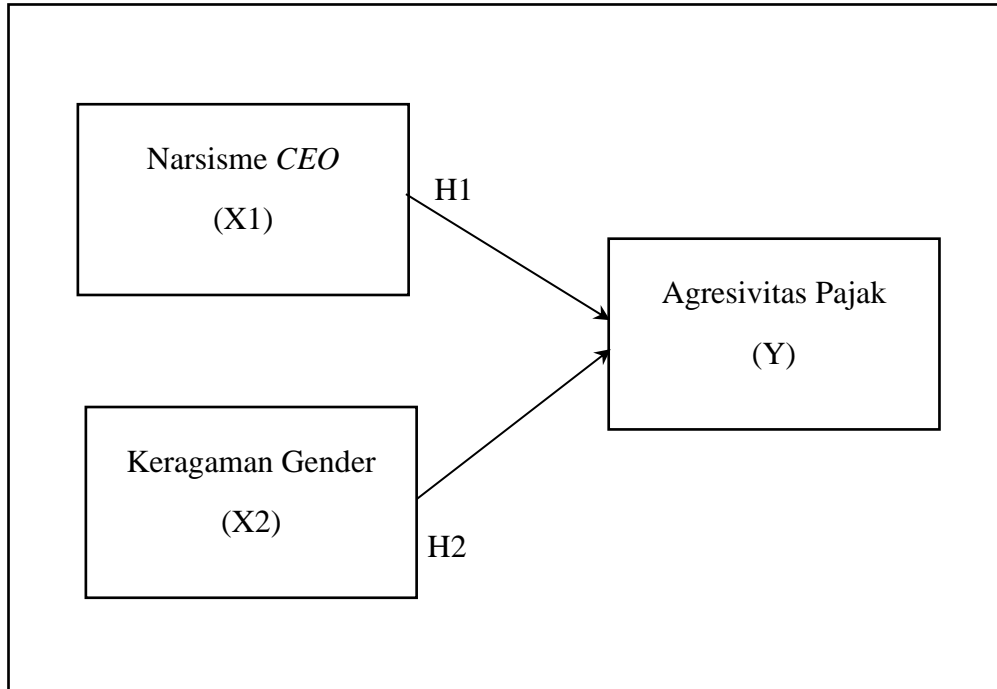 Narsisme CEO
(X1)
H1
Agresivitas Pajak
(Y)
Keragaman Gender
(X2)
H2